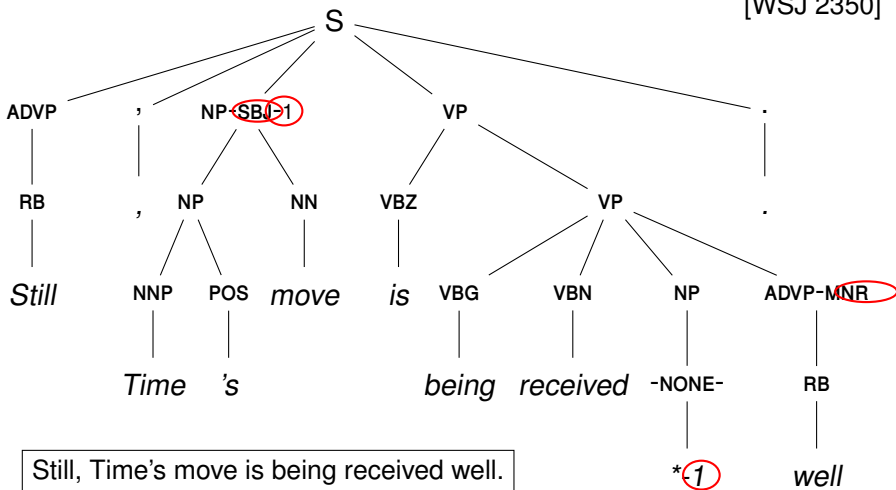 [WSJ 2350]
S
ADVP , NP-SBJ-1 VP .
RB , NP NN VBZ VP .
Still NNP POS move is VBG VBN NP ADVP-MNR
Time 's being received -NONE- RB
*-1 well
Still, Time's move is being received well.